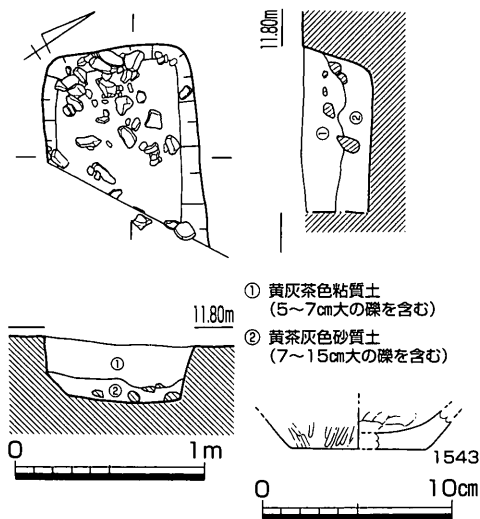 11.80m
①
②
① 黄灰茶色粘質土
(5～7cm大の礫を含む)
② 黄茶灰色砂質土
(7～15cm大の礫を含む)
11.80m
①
②
0 1m
1543
0 10cm